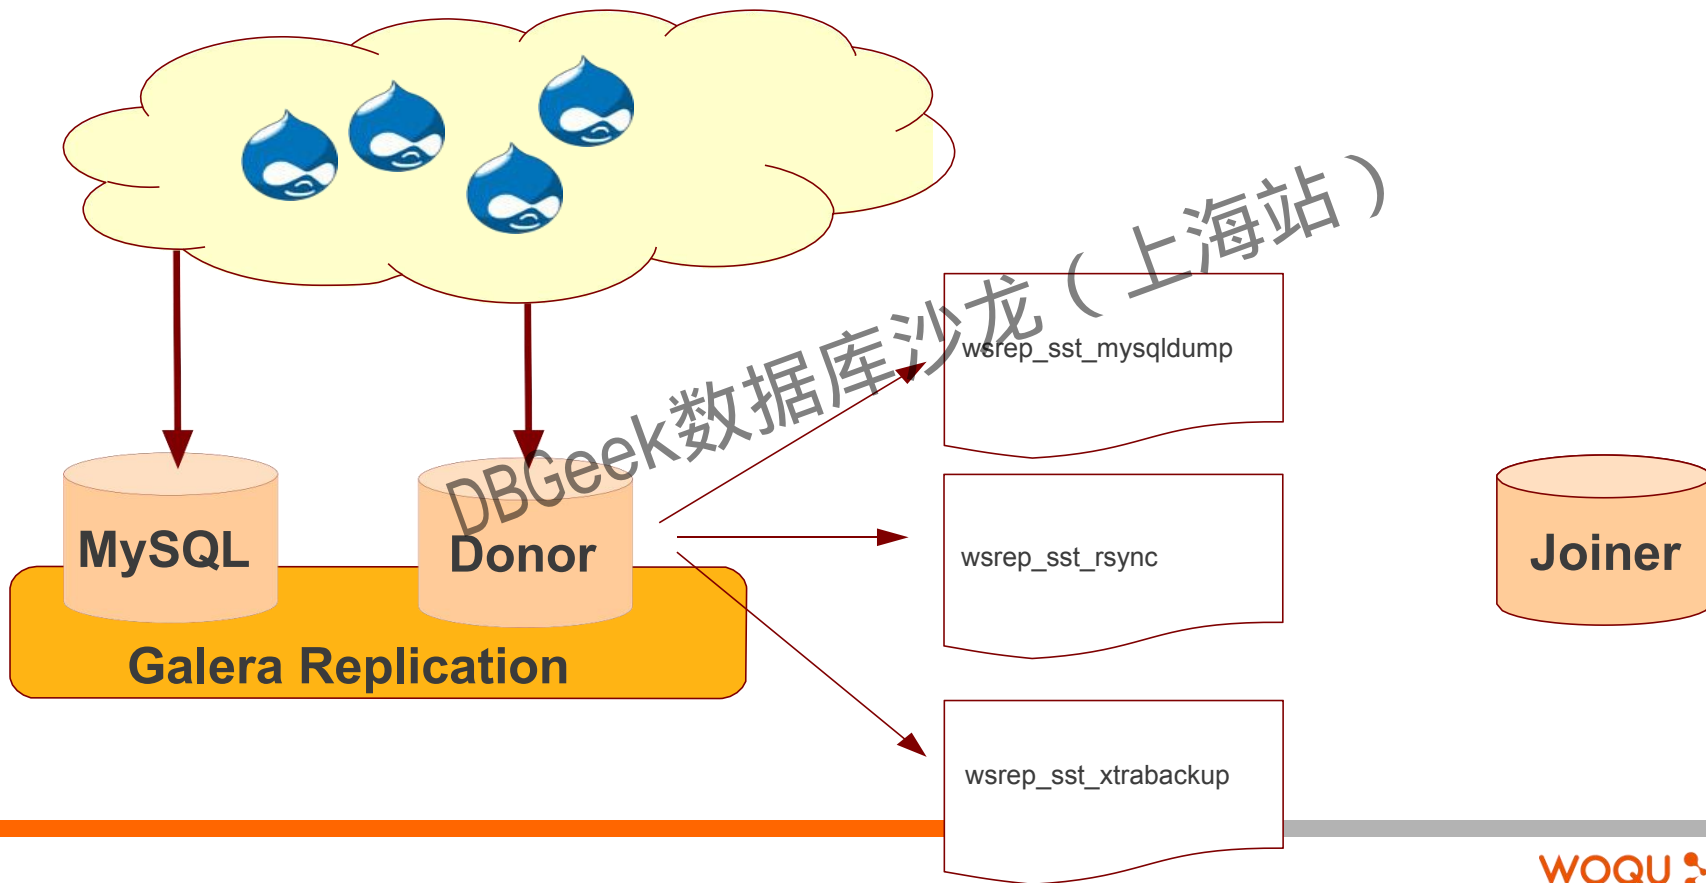 DBGeek数据库沙龙（上海站）
wsrep_sst_mysqldump
MySQL
Donor
wsrep_sst_rsync
Joiner
Galera Replication
wsrep_sst_xtrabackup
WOQU